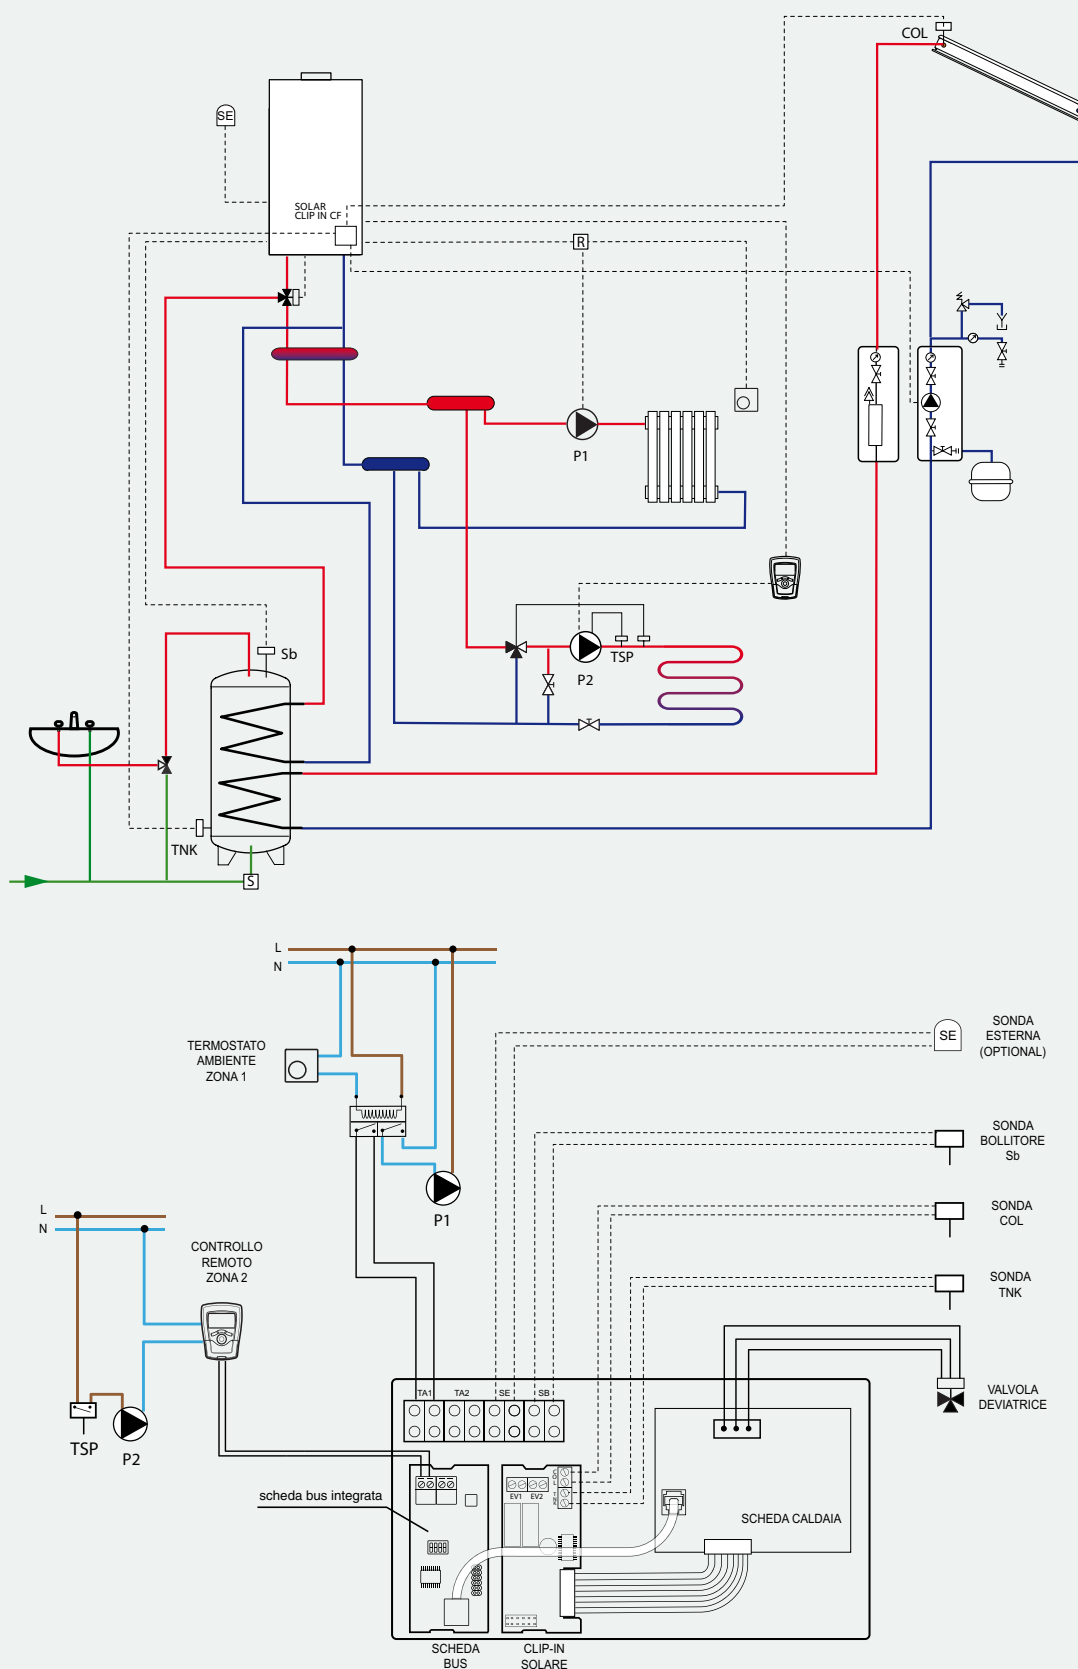 COL
SE
SOLAR
CLIP IN CF
R
P1
Sb
TSP
P2
TNK
S
L
N
TERMOSTATO
AMBIENTE
ZONA 1
SE
SONDA
ESTERNA
(OPTIONAL)
SONDA
BOLLITORE
Sb
P1
SONDA
COL
L
N
CONTROLLO
REMOTO
ZONA 2
SONDA
TNK
TSP
P2
VALVOLA
DEVIATRICE
TA1 TA2 SE SB
COL
TNK
EV1 EV2
scheda bus integrata
SCHEDA CALDAIA
SCHEDA
BUS
CLIP-IN
SOLARE